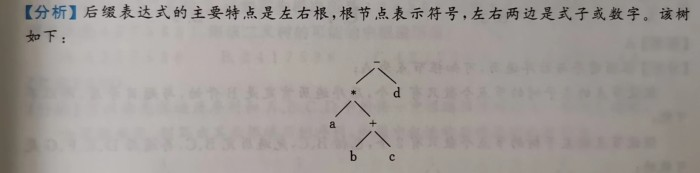 【分析】后缀表达式的主要特点是左右根,根节点表示符号,左右两边是式子或数字。该树
如下:
-
* d
a +
b c